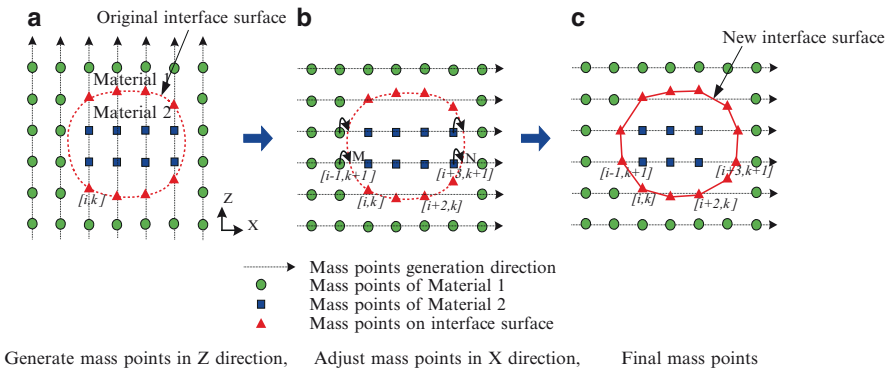 a
Original interface surface
Material 1
Material 2
[i,k]
Z
X
b
M
N
[i-1,k+1]
[i+3,k+1]
[i,k]
[i+2,k]
c
New interface surface
[i-1,k+1]
[i+3,k+1]
[i,k]
[i+2,k]
Mass points generation direction
Mass points of Material 1
Mass points of Material 2
Mass points on interface surface
Generate mass points in Z direction, Adjust mass points in X direction, Final mass points